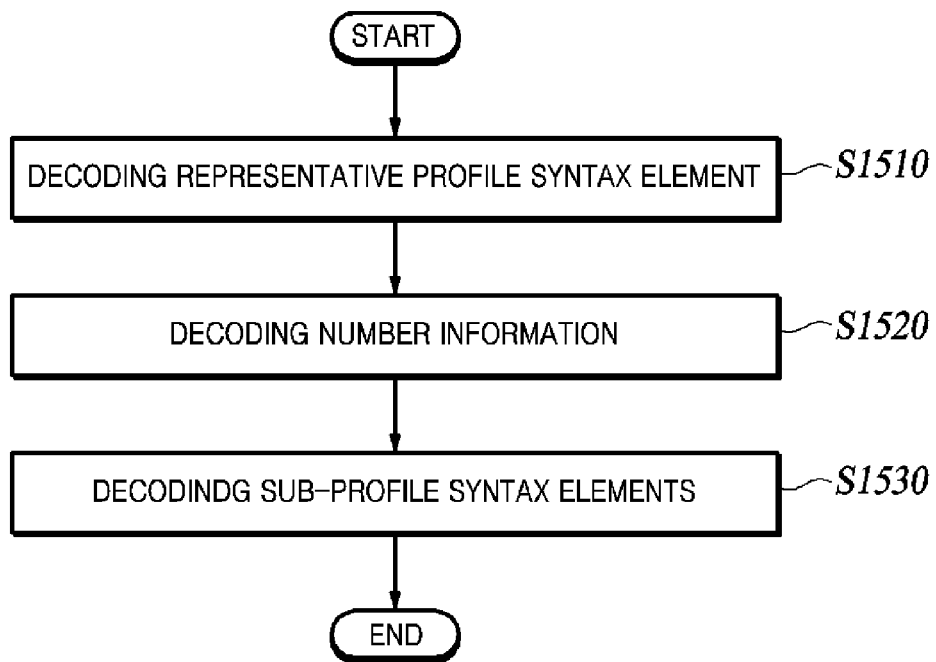 START
DECODING REPRESENTATIVE PROFILE SYNTAX ELEMENT
S1510
DECODING NUMBER INFORMATION
S1520
DECODINDG SUB-PROFILE SYNTAX ELEMENTS
S1530
END